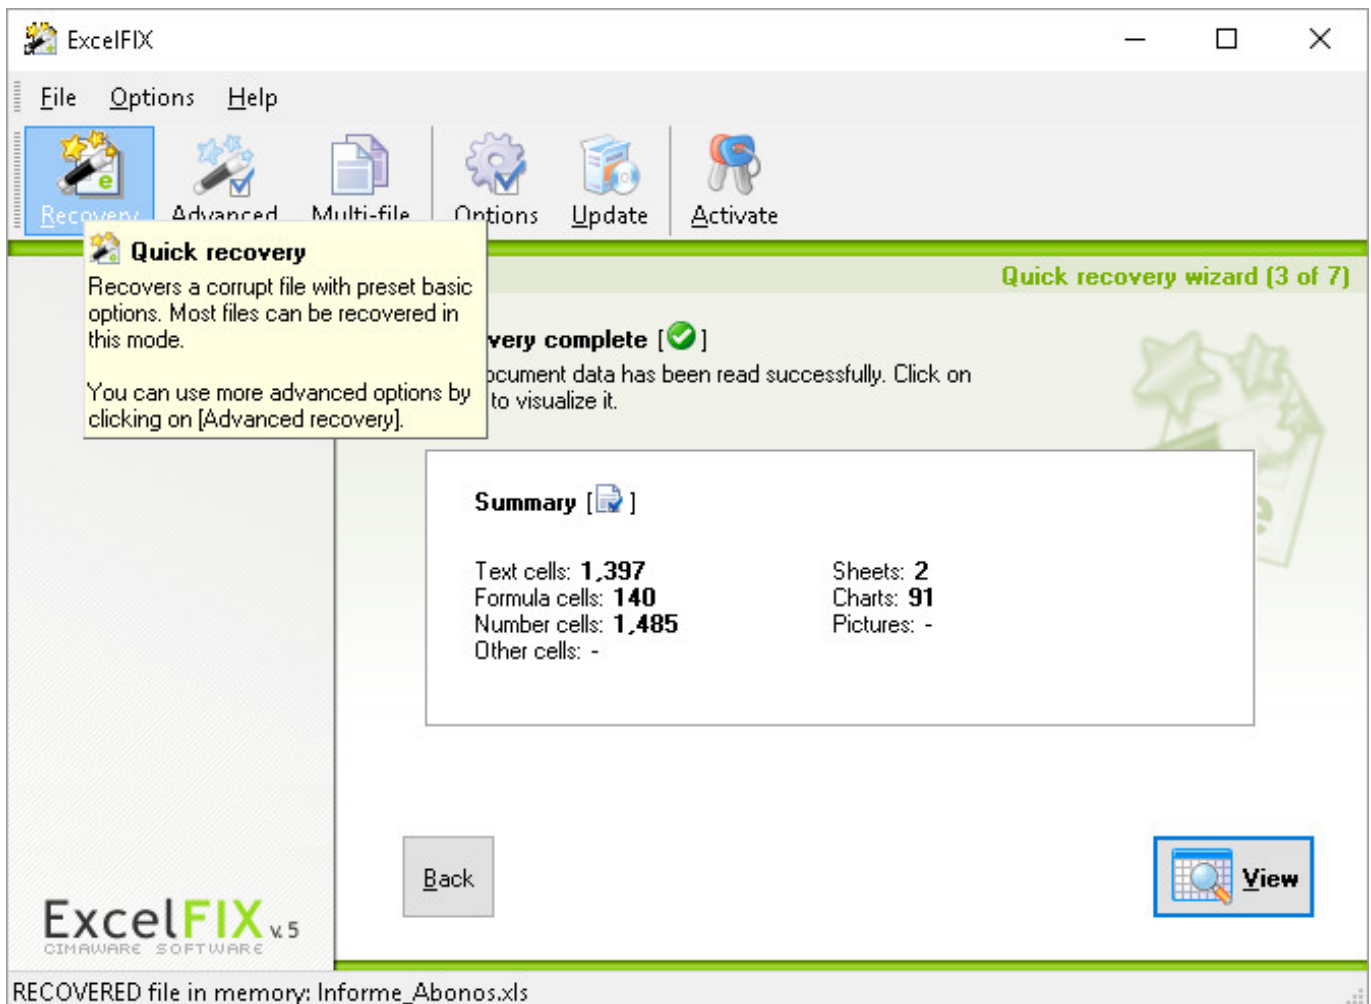 ExcelFIX
File Options Help
Recovery Advanced Multi-file Options Update Activate
Quick recovery
Recovers a corrupt file with preset basic
options. Most files can be recovered in
this mode.
You can use more advanced options by
clicking on [Advanced recovery].
Quick recovery wizard (3 of 7)
very complete [ ]
ocument data has been read successfully. Click on
to visualize it.
Summary [ ]
Text cells: 1,397
Formula cells: 140
Number cells: 1,485
Other cells: -
Sheets: 2
Charts: 91
Pictures: -
Back
View
ExcelFIX v.5
CIMAWARE SOFTWARE
RECOVERED file in memory: Informe_Abonos.xls